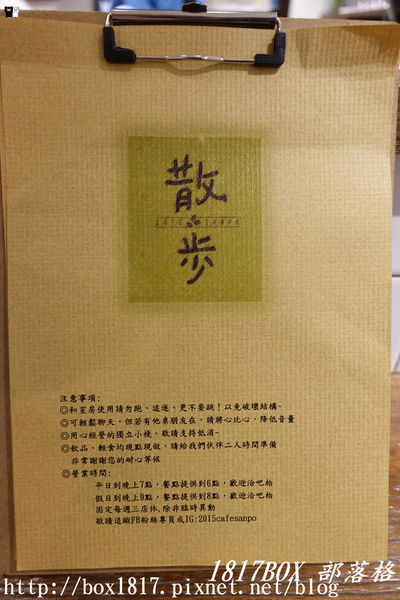 散
步
注意事項:
◎和室房使用請勿跑、追逐、更不要跳!以免破壞結構~
◎可輕鬆聊天,但若有他桌朋友在,請將心比心,降低音量
◎用心經營的獨立小棧,敬請支持低消~
◎飲品、輕食均現點現做,請給我們伙伴二人時間準備
非常謝謝您的耐心等候
◎營業時間:
平日到晚上7點,餐點提供到6點,歡迎洽吧枱
假日到晚上9點,餐點提供到8點,歡迎洽吧枱
固定每週三店休,除非臨時異動
敬請追蹤FB粉絲專頁或IG:2015cafesanpo
1817BOX 部落格
http://box1817.pixnet.net/blog